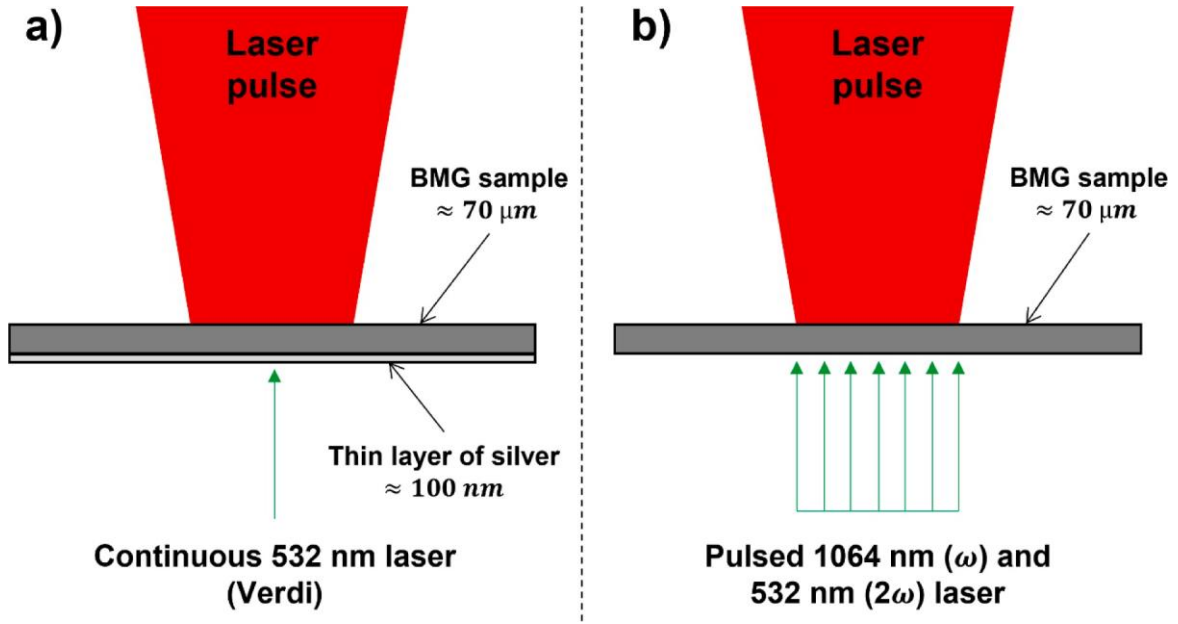 a)
Laser
pulse
BMG sample
≈ 70 μm
Thin layer of silver
≈ 100 nm
Continuous 532 nm laser
(Verdi)
b)
Laser
pulse
BMG sample
≈ 70 μm
Pulsed 1064 nm (ω) and
532 nm (2ω) laser